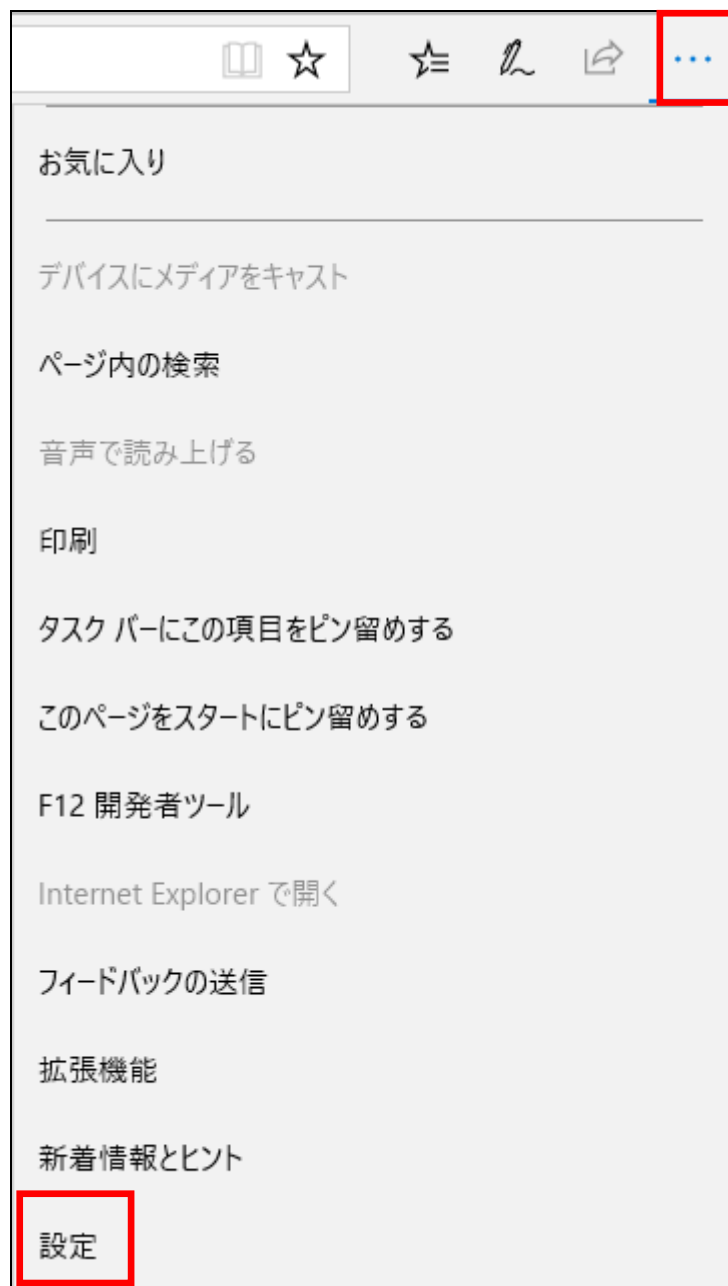 お気に入り
デバイスにメディアをキャスト
ページ内の検索
音声で読み上げる
印刷
タスク バーにこの項目をピン留めする
このページをスタートにピン留めする
F12 開発者ツール
Internet Explorer で開く
フィードバックの送信
拡張機能
新着情報とヒント
設定